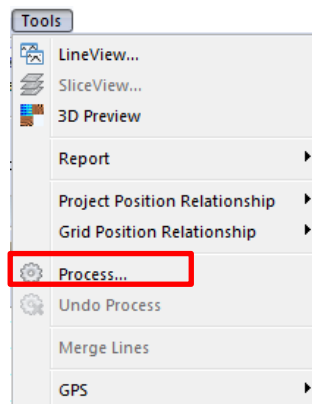 Tools
LineView...
SliceView...
3D Preview
Report
Project Position Relationship
Grid Position Relationship
Process...
Undo Process
Merge Lines
GPS